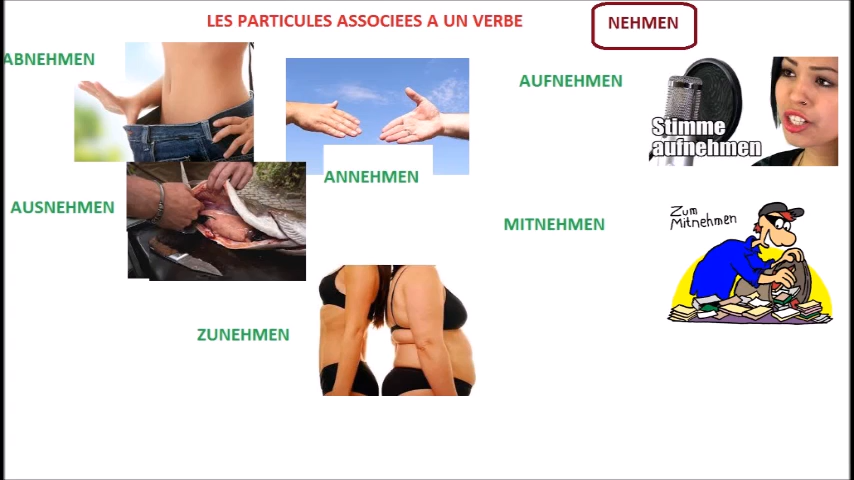 LES PARTICULES ASSOCIEES A UN VERBE
NEHMEN
ABNEHMEN
AUFNEHMEN
Stimme
aufnehmen
ANNEHMEN
AUSNEHMEN
MITNEHMEN
Zum
Mitnehmen
ZUNEHMEN